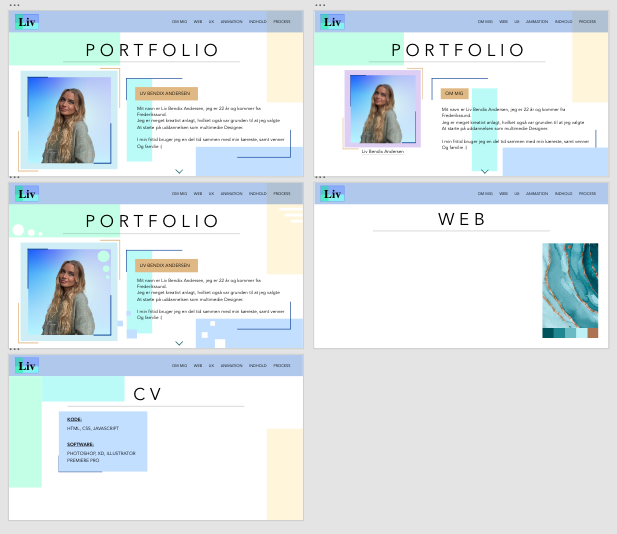 Liv
OM MIG WEB UX ANIMATION INDHOLD PROCES
PORTFOLIO
LIV BENDIX ANDERSEN
Mit navn er Liv Bendix Andersen, jeg er 22 år og kommer fra
Frederikssund.
Jeg er meget kreativt anlagt, hvilket også var grunden til at jeg valgte
At starte på uddannelsen som multimedie Designer.
I min fritid bruger jeg en del tid sammen med min kæreste, samt venner
Og familie :)
Liv
OM MIG WEB UX ANIMATION INDHOLD PROCES
PORTFOLIO
OM MIG
Mit navn er Liv Bendix Andersen, jeg er 22 år og kommer fra
Frederikssund.
Jeg er meget kreativt anlagt, hvilket også var grunden til at jeg valgte
At starte på uddannelsen som multimedie Designer.
I min fritid bruger jeg en del tid sammen med min kæreste, samt venner
Og familie :)
Liv Bendix Andersen
Liv
OM MIG WEB UX ANIMATION INDHOLD PROCES
PORTFOLIO
LIV BENDIX ANDERSEN
Mit navn er Liv Bendix Andersen, jeg er 22 år og kommer fra
Frederikssund.
Jeg er meget kreativt anlagt, hvilket også var grunden til at jeg valgte
At starte på uddannelsen som multimedie Designer.
I min fritid bruger jeg en del tid sammen med min kæreste, samt venner
Og familie :)
Liv
OM MIG WEB UX ANIMATION INDHOLD PROCES
WEB
Liv
OM MIG WEB UX ANIMATION INDHOLD PROCES
CV
KODE:
HTML, CSS, JAVASCRIPT
SOFTWARE:
PHOTOSHOP, XD, ILLUSTRATOR
PREMIERE PRO